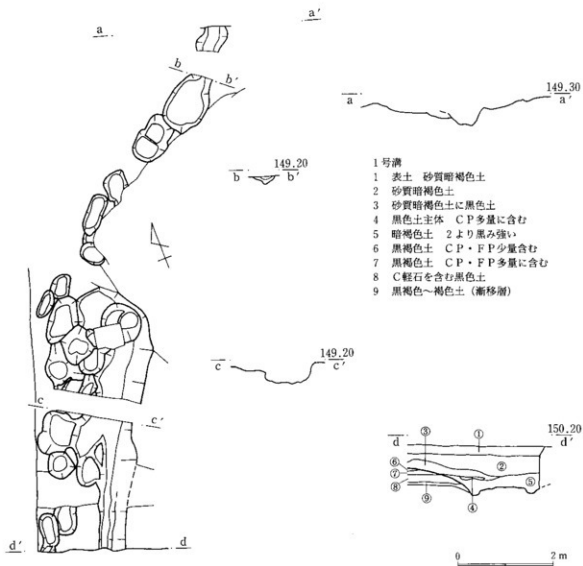 a a′
b b′
149.30
a a′
149.20
b b′
1号溝
1 表土 砂質暗褐色土
2 砂質暗褐色土
3 砂質暗褐色土に黒色土
4 黒色土主体 CP多量に含む
5 暗褐色土 2より黒み強い
6 黒褐色土 CP・FP少量含む
7 黒褐色土 CP・FP多量に含む
8 C軽石を含む黒色土
9 黒褐色~褐色土(漸移層)
149.20
c c′
c c′
150.20
d d′
③ ① ②
⑥
⑦
⑧
⑨ ④ ⑤
d′ d
0 2m